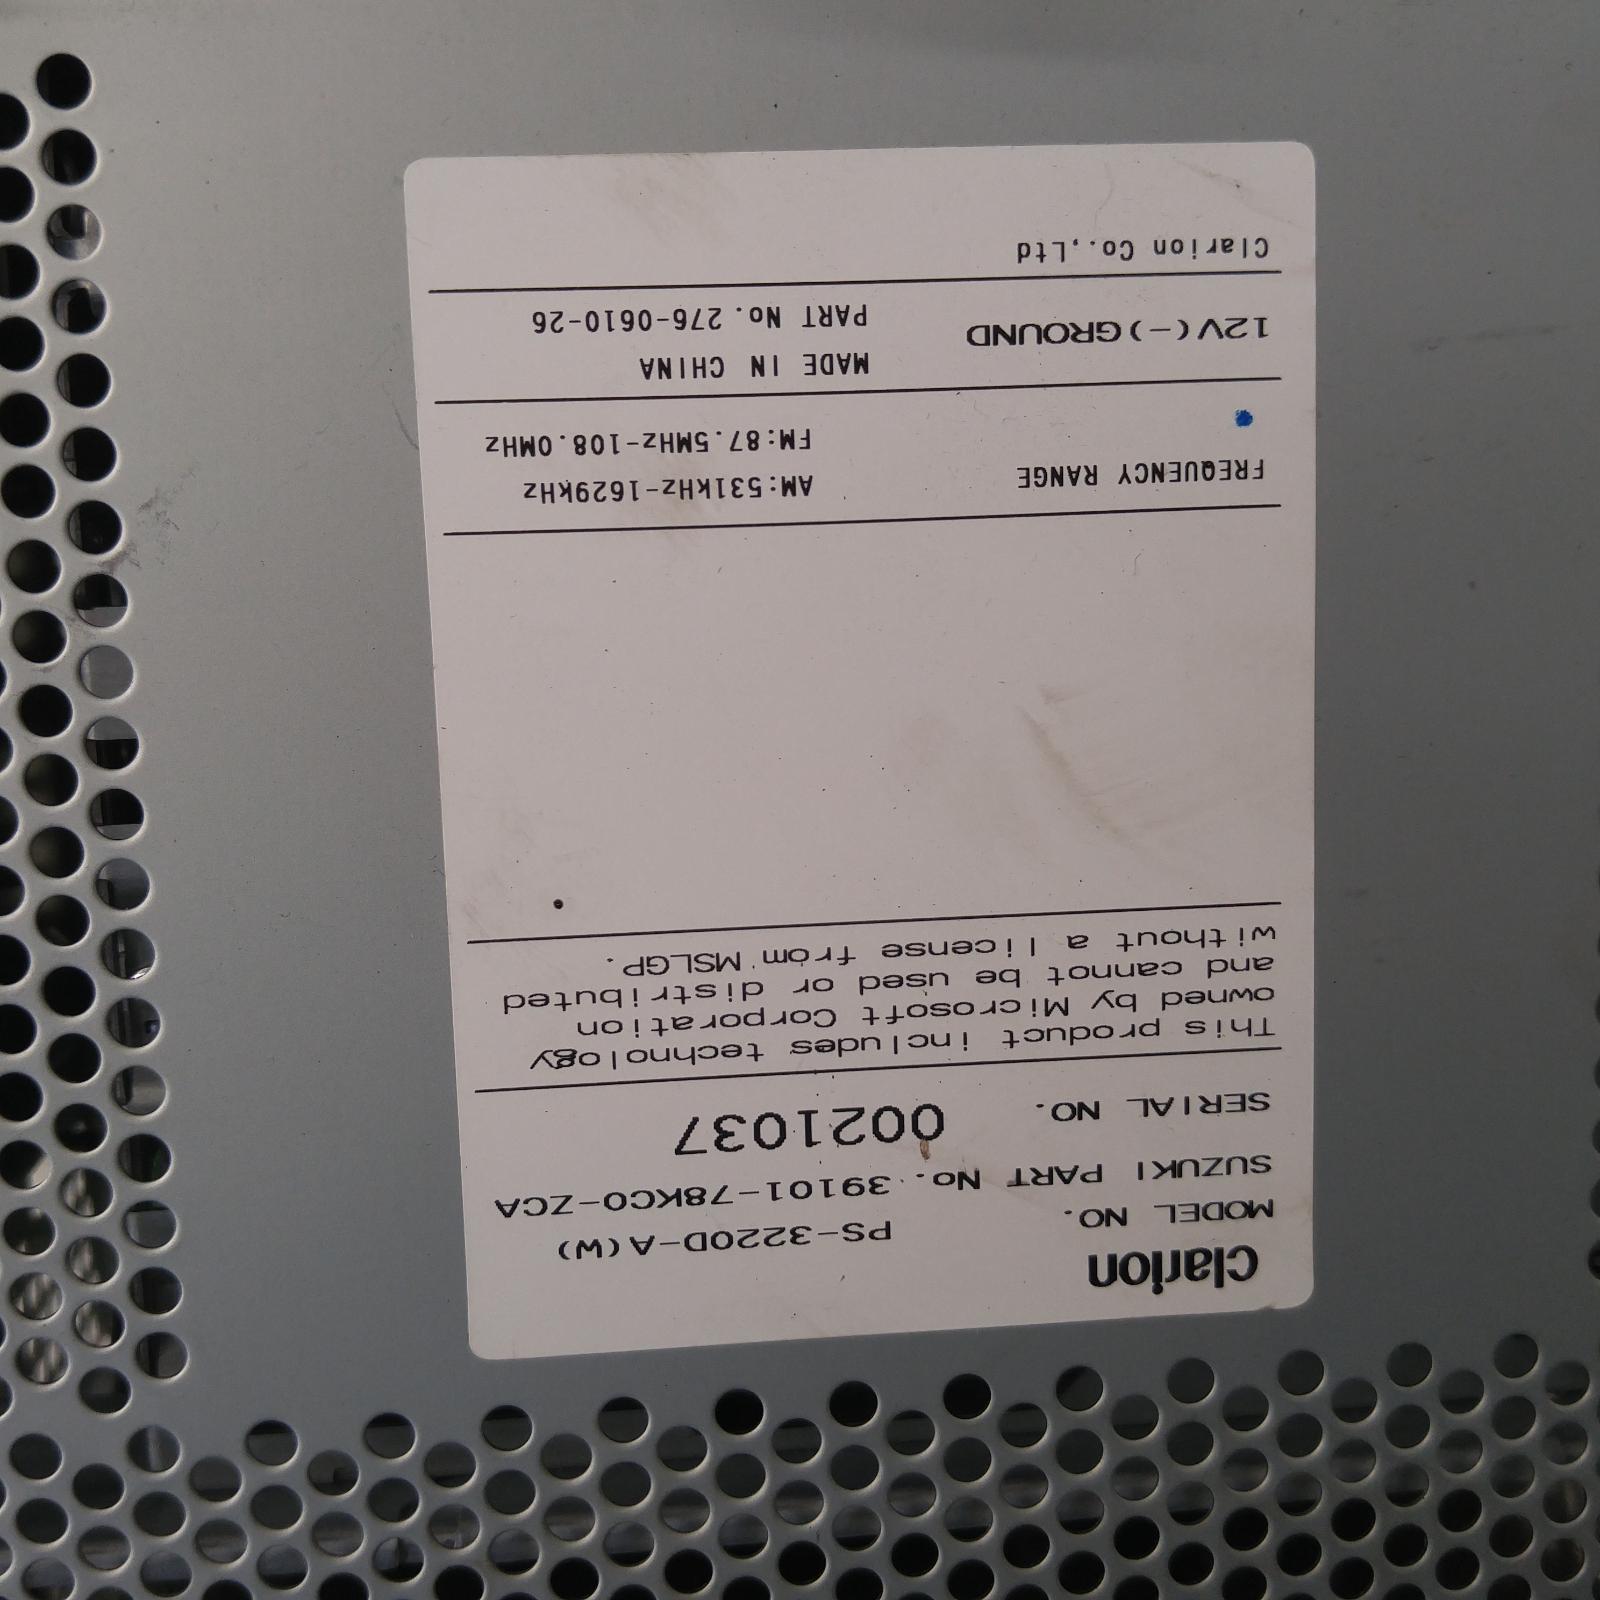 clarion
MODEL NO. PS-3220D-A(W)
SUZUKI PART No. 39101-78KC0-ZCA
SERIAL NO. 0021037
This product includes technology
owned by Microsoft Corporation
and cannot be used or distributed
without a license from MSLGP.
FREQUENCY RANGE AM:531kHz-1629kHz
FM:87.5MHz-108.0MHz
12V(-)GROUND MADE IN CHINA
PART No. 276-0610-26
Clarion Co.,Ltd